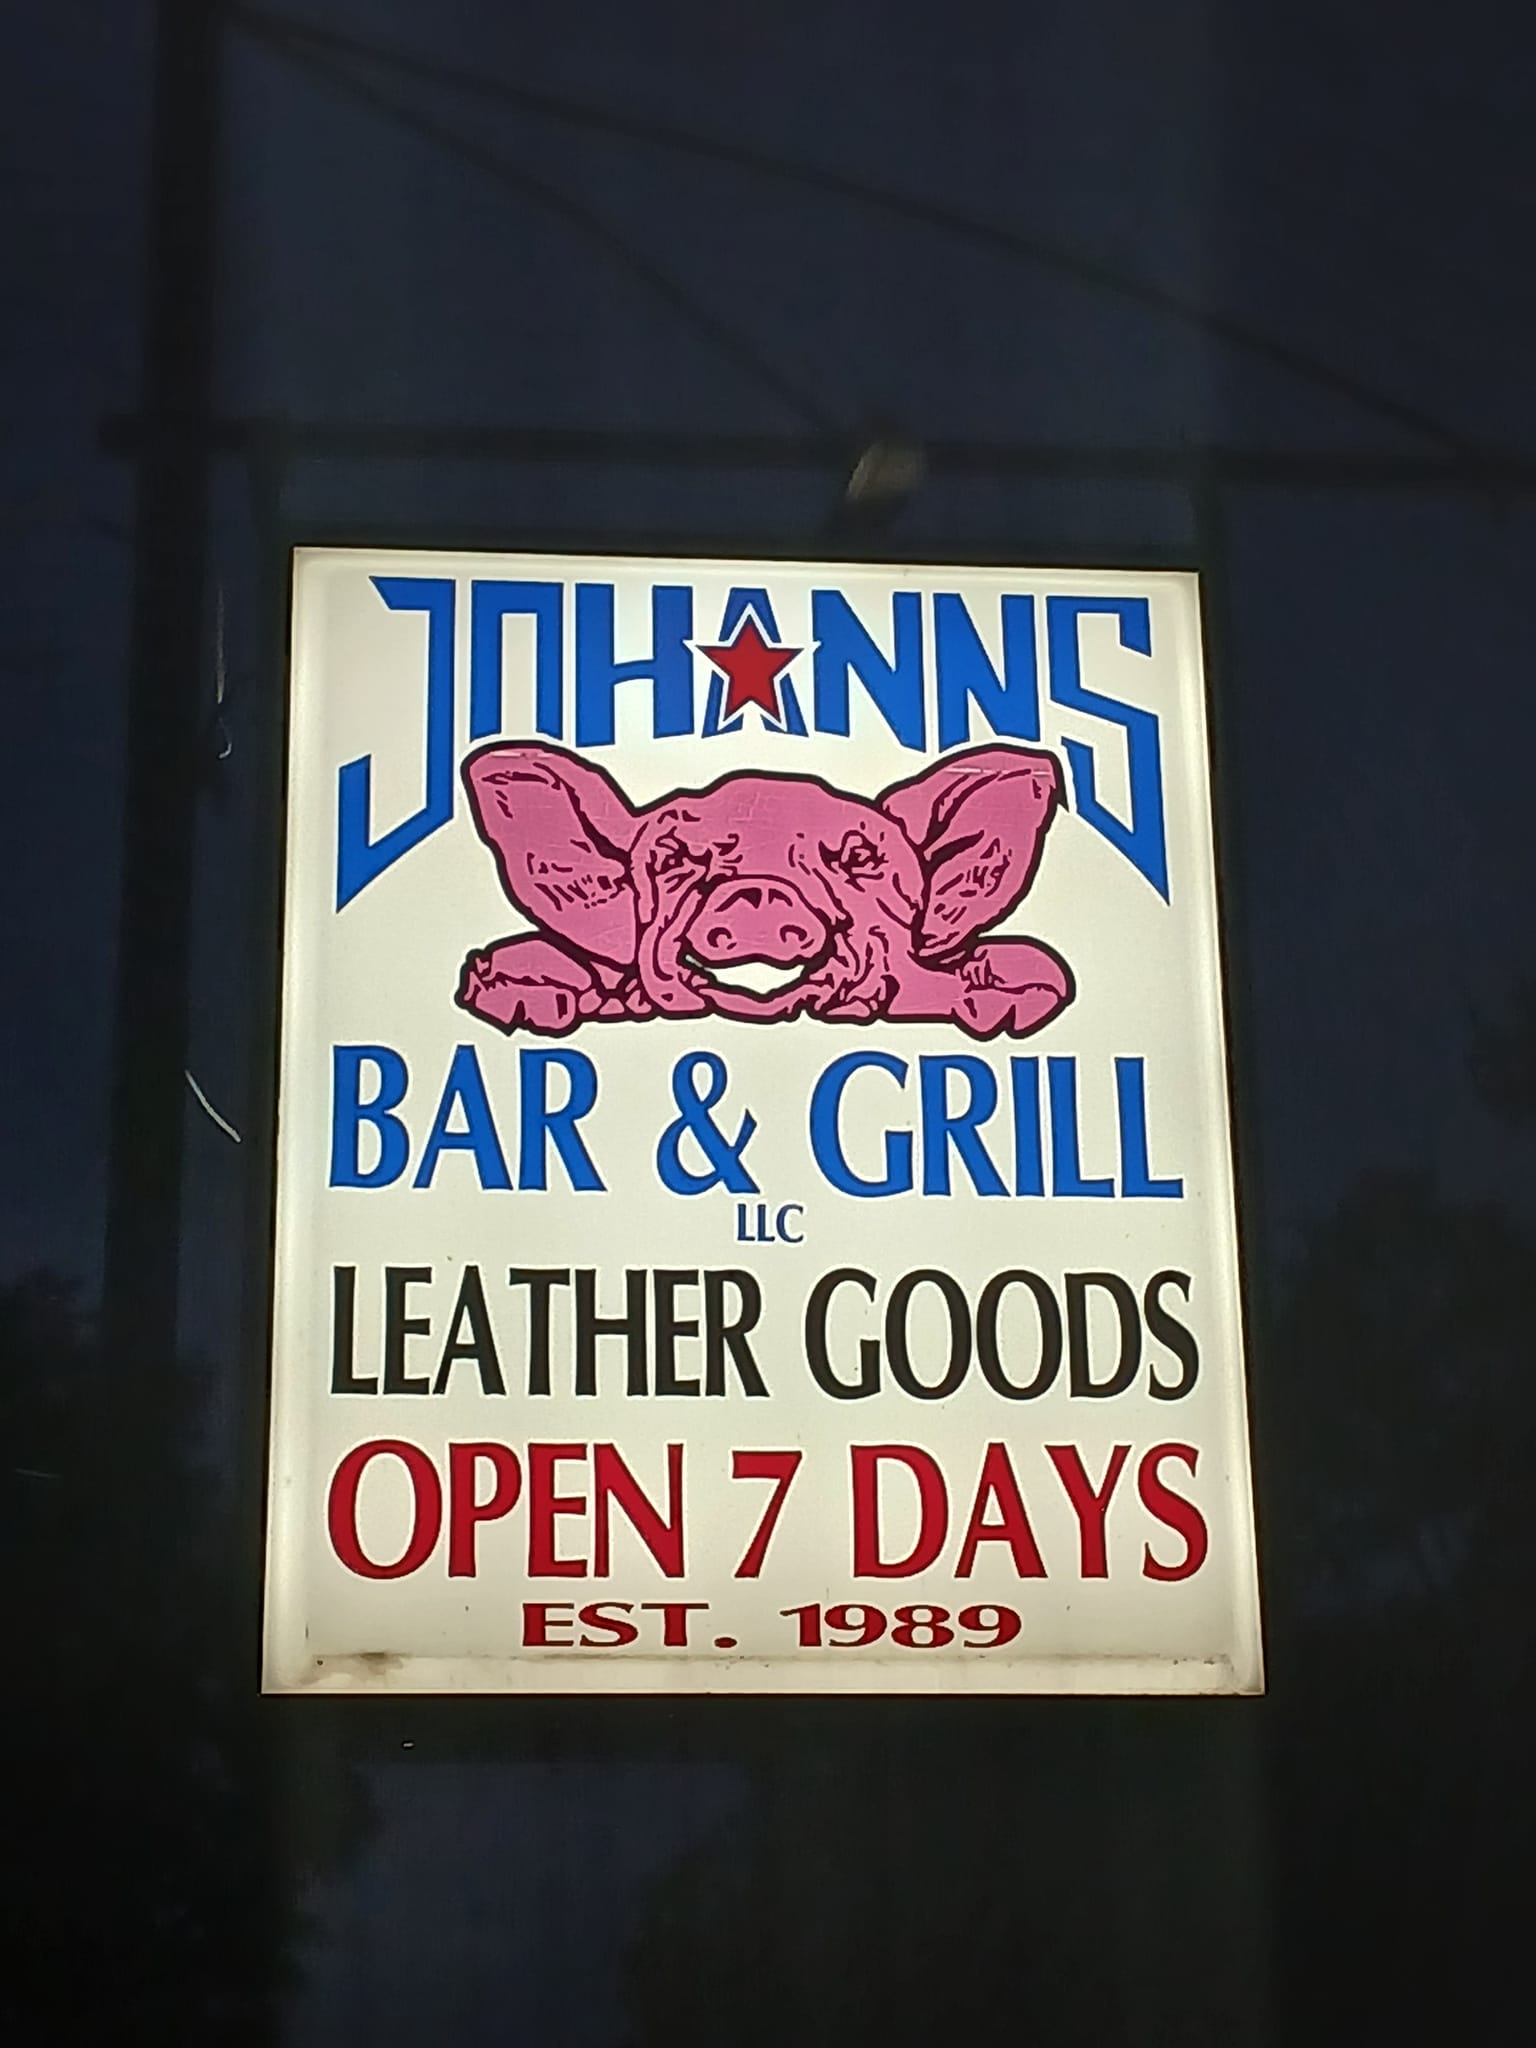 JOHANNS
BAR & GRILL
LLC
LEATHER GOODS
OPEN 7 DAYS
EST. 1989